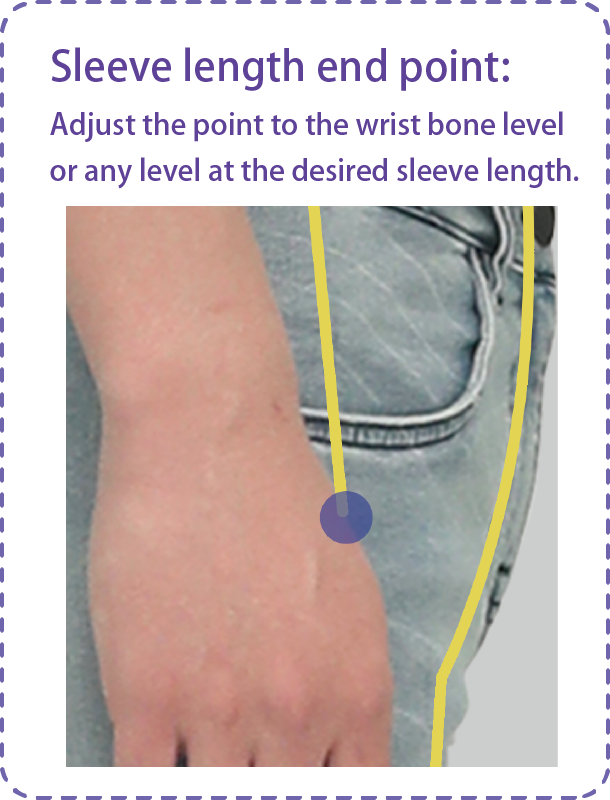 Sleeve length end point:
Adjust the point to the wrist bone level
or any level at the desired sleeve length.